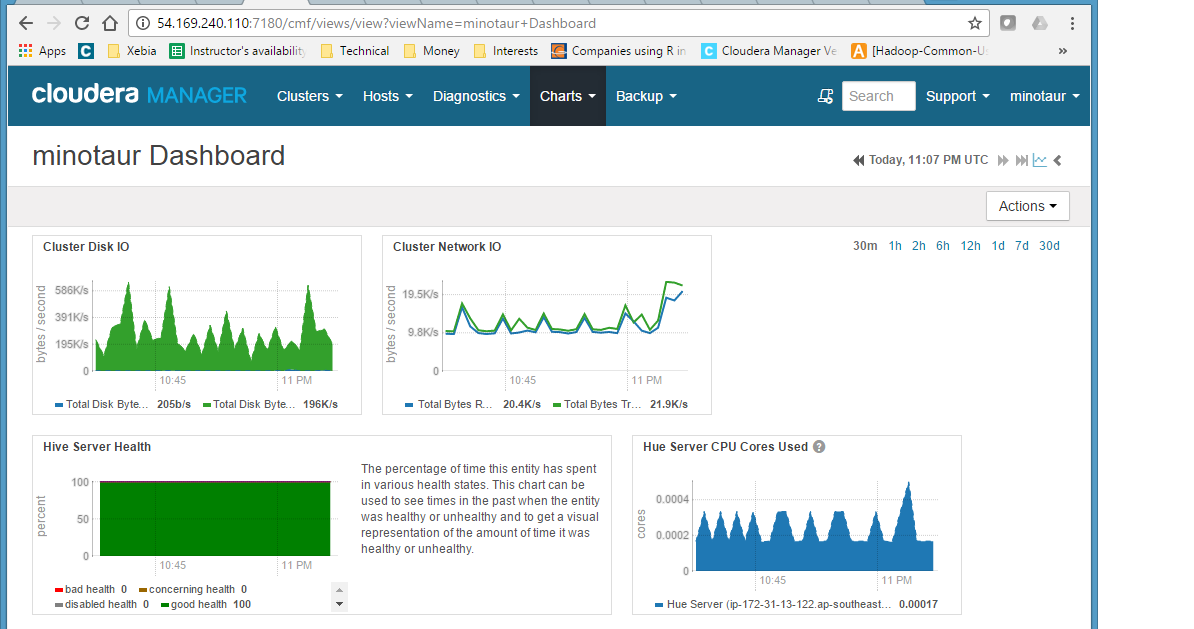 54.169.240.110:7180/cmf/views/view?viewName=minotaur+Dashboard
Apps Xebia Instructor's availability Technical Money Interests Companies using R in Cloudera Manager Ve [Hadoop-Common-Us »
cloudera MANAGER Clusters Hosts Diagnostics Charts Backup Search Support minotaur
minotaur Dashboard
Today, 11:07 PM UTC
Actions
30m 1h 2h 6h 12h 1d 7d 30d
Cluster Disk IO
bytes / second
586K/s
391K/s
195K/s
0
10:45 11 PM
Total Disk Byte... 205b/s Total Disk Byte... 196K/s
Cluster Network IO
bytes / second
19.5K/s
9.8K/s
0
10:45 11 PM
Total Bytes R... 20.4K/s Total Bytes Tr... 21.9K/s
Hive Server Health
percent
100
50
0
10:45 11 PM
bad health 0 concerning health 0
disabled health 0 good health 100
The percentage of time this entity has spent
in various health states. This chart can be
used to see times in the past when the entity
was healthy or unhealthy and to get a visual
representation of the amount of time it was
healthy or unhealthy.
Hue Server CPU Cores Used ?
cores
0.0004
0.0002
0
10:45 11 PM
Hue Server (ip-172-31-13-122.ap-southeast... 0.00017